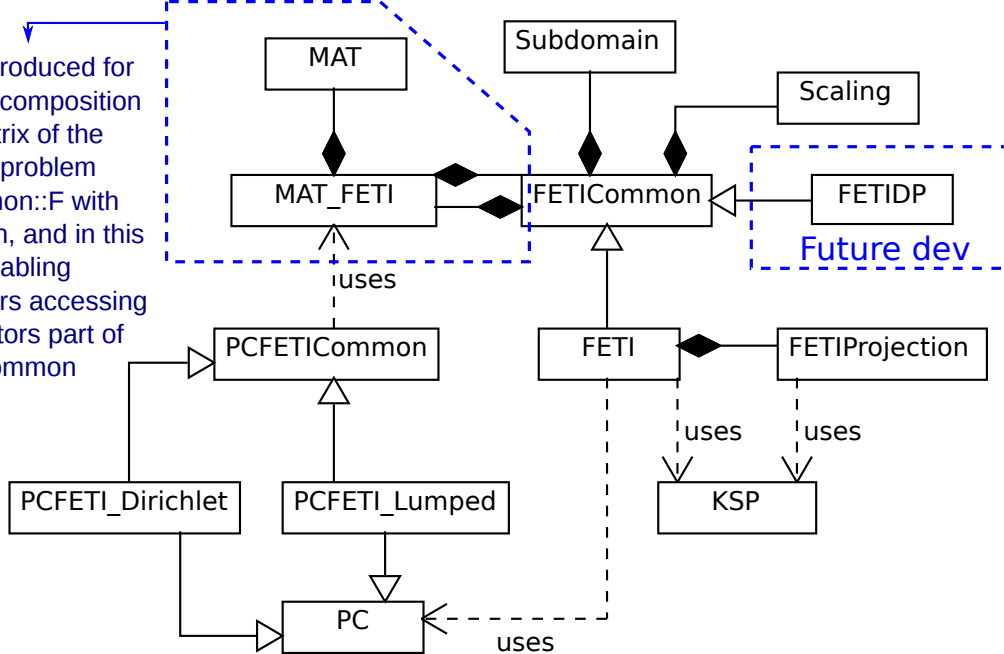 MAT
Subdomain
Scaling
roduced for
composition
trix of the
problem
non::F with
n, and in this
abling
rs accessing
tors part of
ommon
MAT_FETI
FETICommon
FETIDP
Future dev
uses
PCFETICommon
FETI
FETIProjection
uses
uses
PCFETI_Dirichlet
PCFETI_Lumped
KSP
PC
uses